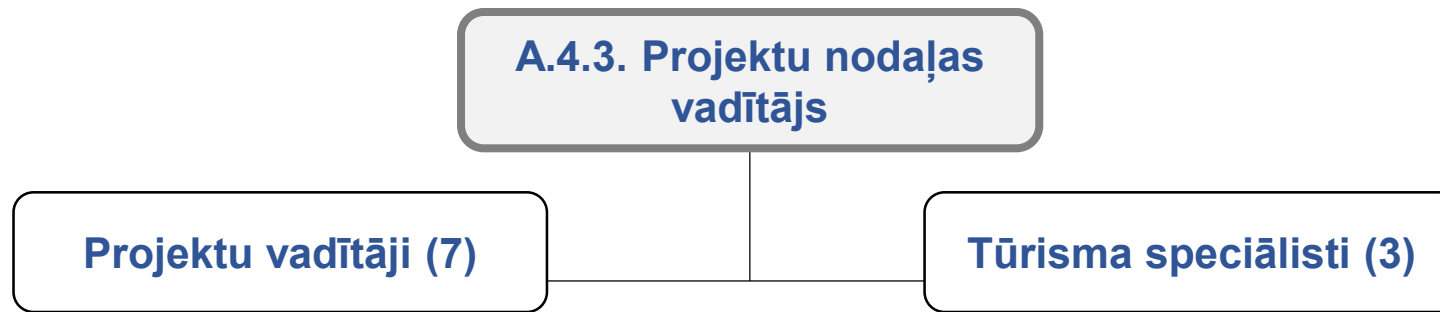 A.4.3. Projektu nodaļas
vadītājs
Projektu vadītāji (7)
Tūrisma speciālisti (3)